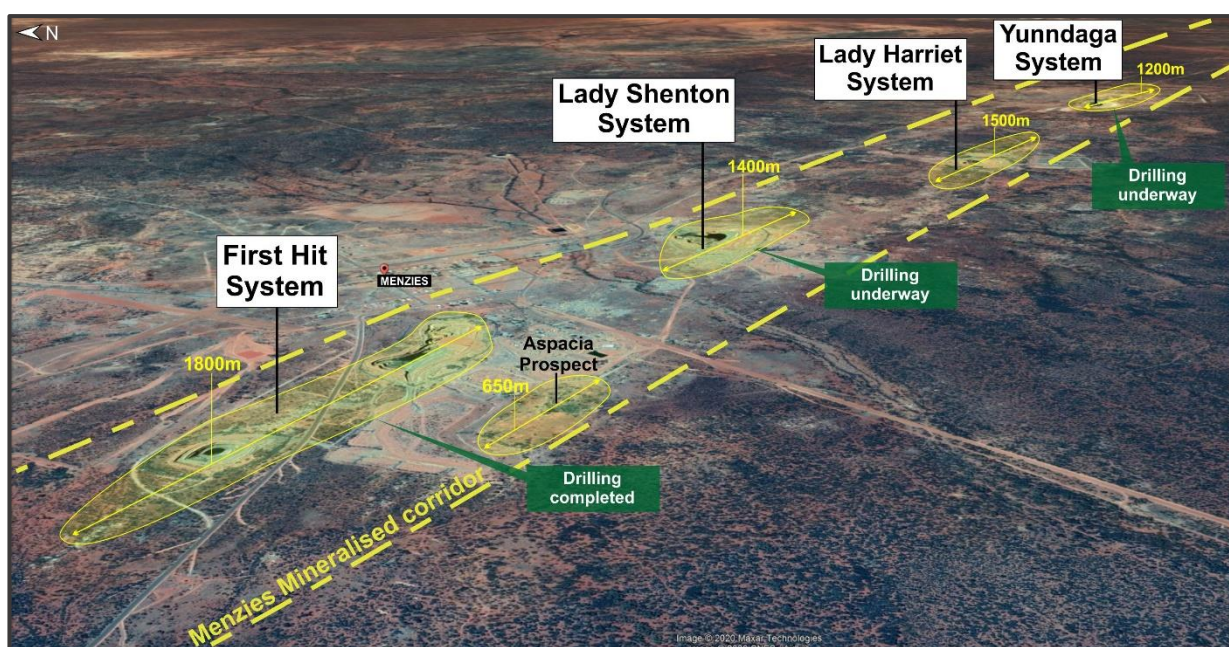 N
Yunndaga
System
1200m
Lady Harriet
System
1500m
Drilling
underway
Lady Shenton
System
1400m
Drilling
underway
First Hit
System
MENZIES
1800m
Aspacia
Prospect
650m
Drilling
completed
Menzies Mineralised corridor
Image © 2020 Maxar Technologies